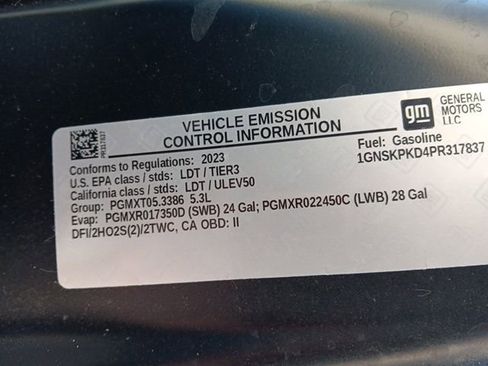 PR317837
VEHICLE EMISSION
CONTROL INFORMATION
gm
GENERAL
MOTORS
LLC
Fuel: Gasoline
1GNSKPKD4PR317837
Conforms to Regulations: 2023
U.S. EPA class / stds: LDT / TIER3
California class / stds: LDT / ULEV50
Group: PGMXT05.3386 5.3L
Evap: PGMXR017350D (SWB) 24 Gal; PGMXR022450C (LWB) 28 Gal
DFI/2HO2S(2)/2TWC, CA OBD: II